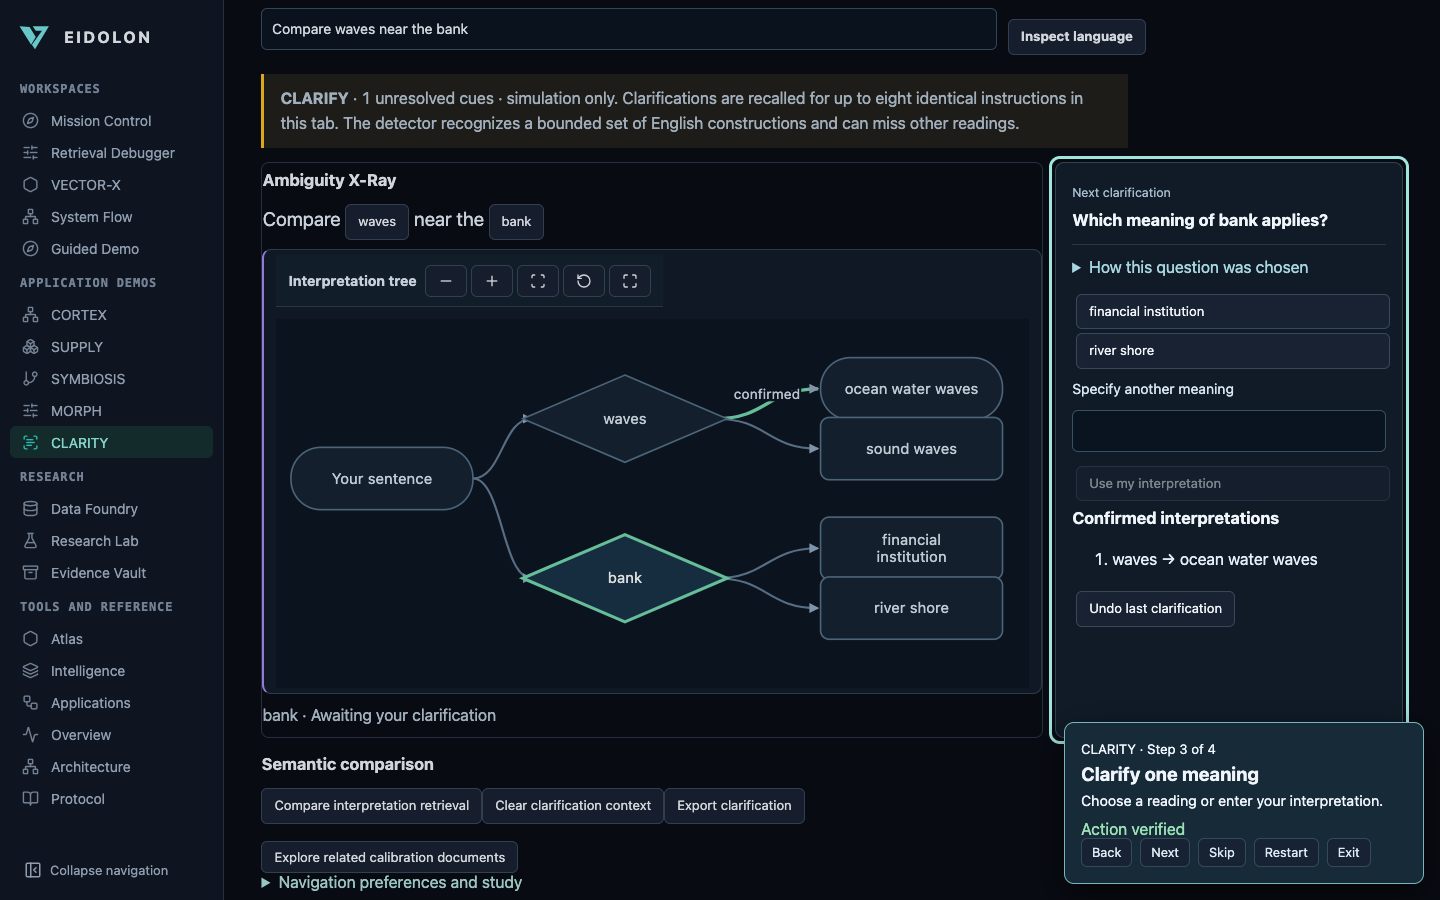 EIDOLON
WORKSPACES
Mission Control
Retrieval Debugger
VECTOR-X
System Flow
Guided Demo
APPLICATION DEMOS
CORTEX
SUPPLY
SYMBIOSIS
MORPH
CLARITY
RESEARCH
Data Foundry
Research Lab
Evidence Vault
TOOLS AND REFERENCE
Atlas
Intelligence
Applications
Overview
Architecture
Protocol
Collapse navigation
Compare waves near the bank
Inspect language
CLARIFY · 1 unresolved cues · simulation only. Clarifications are recalled for up to eight identical instructions in
this tab. The detector recognizes a bounded set of English constructions and can miss other readings.
Ambiguity X-Ray
Compare waves near the bank
Interpretation tree
Your sentence
waves
confirmed
ocean water waves
sound waves
bank
financial
institution
river shore
bank · Awaiting your clarification
Semantic comparison
Compare interpretation retrieval
Clear clarification context
Export clarification
Explore related calibration documents
Navigation preferences and study
Next clarification
Which meaning of bank applies?
How this question was chosen
financial institution
river shore
Specify another meaning
Use my interpretation
Confirmed interpretations
1. waves → ocean water waves
Undo last clarification
CLARITY · Step 3 of 4
Clarify one meaning
Choose a reading or enter your interpretation.
Action verified
Back
Next
Skip
Restart
Exit